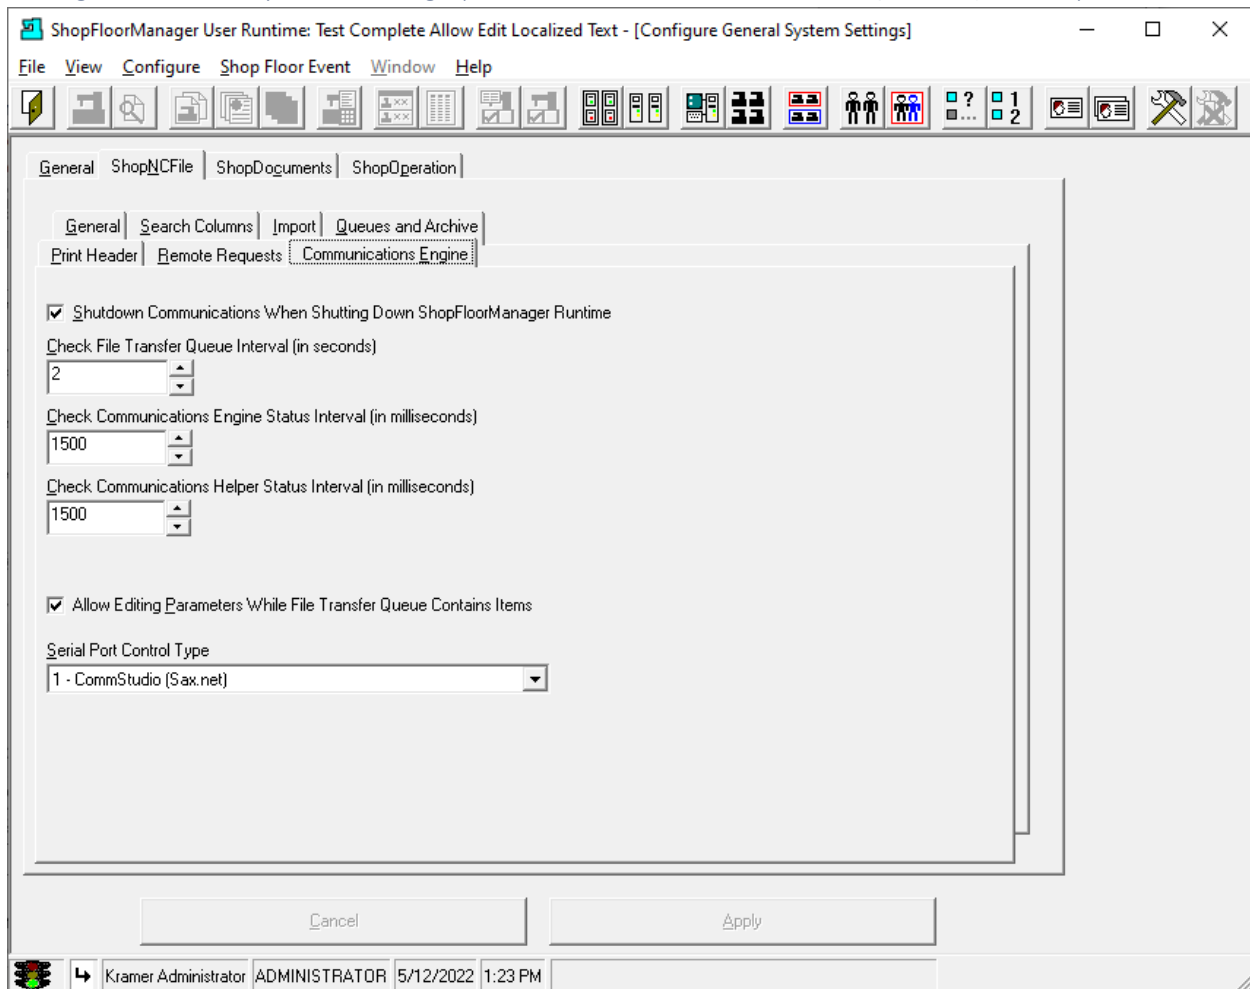 ShopFloorManager User Runtime: Test Complete Allow Edit Localized Text - [Configure General System Settings]
File View Configure Shop Floor Event Window Help
General ShopNCFile ShopDocuments ShopOperation
General Search Columns Import Queues and Archive
Print Header Remote Requests Communications Engine
Shutdown Communications When Shutting Down ShopFloorManager Runtime
Check File Transfer Queue Interval (in seconds)
2
Check Communications Engine Status Interval (in milliseconds)
1500
Check Communications Helper Status Interval (in milliseconds)
1500
Allow Editing Parameters While File Transfer Queue Contains Items
Serial Port Control Type
1 - CommStudio (Sax.net)
Cancel Apply
Kramer Administrator ADMINISTRATOR 5/12/2022 1:23 PM